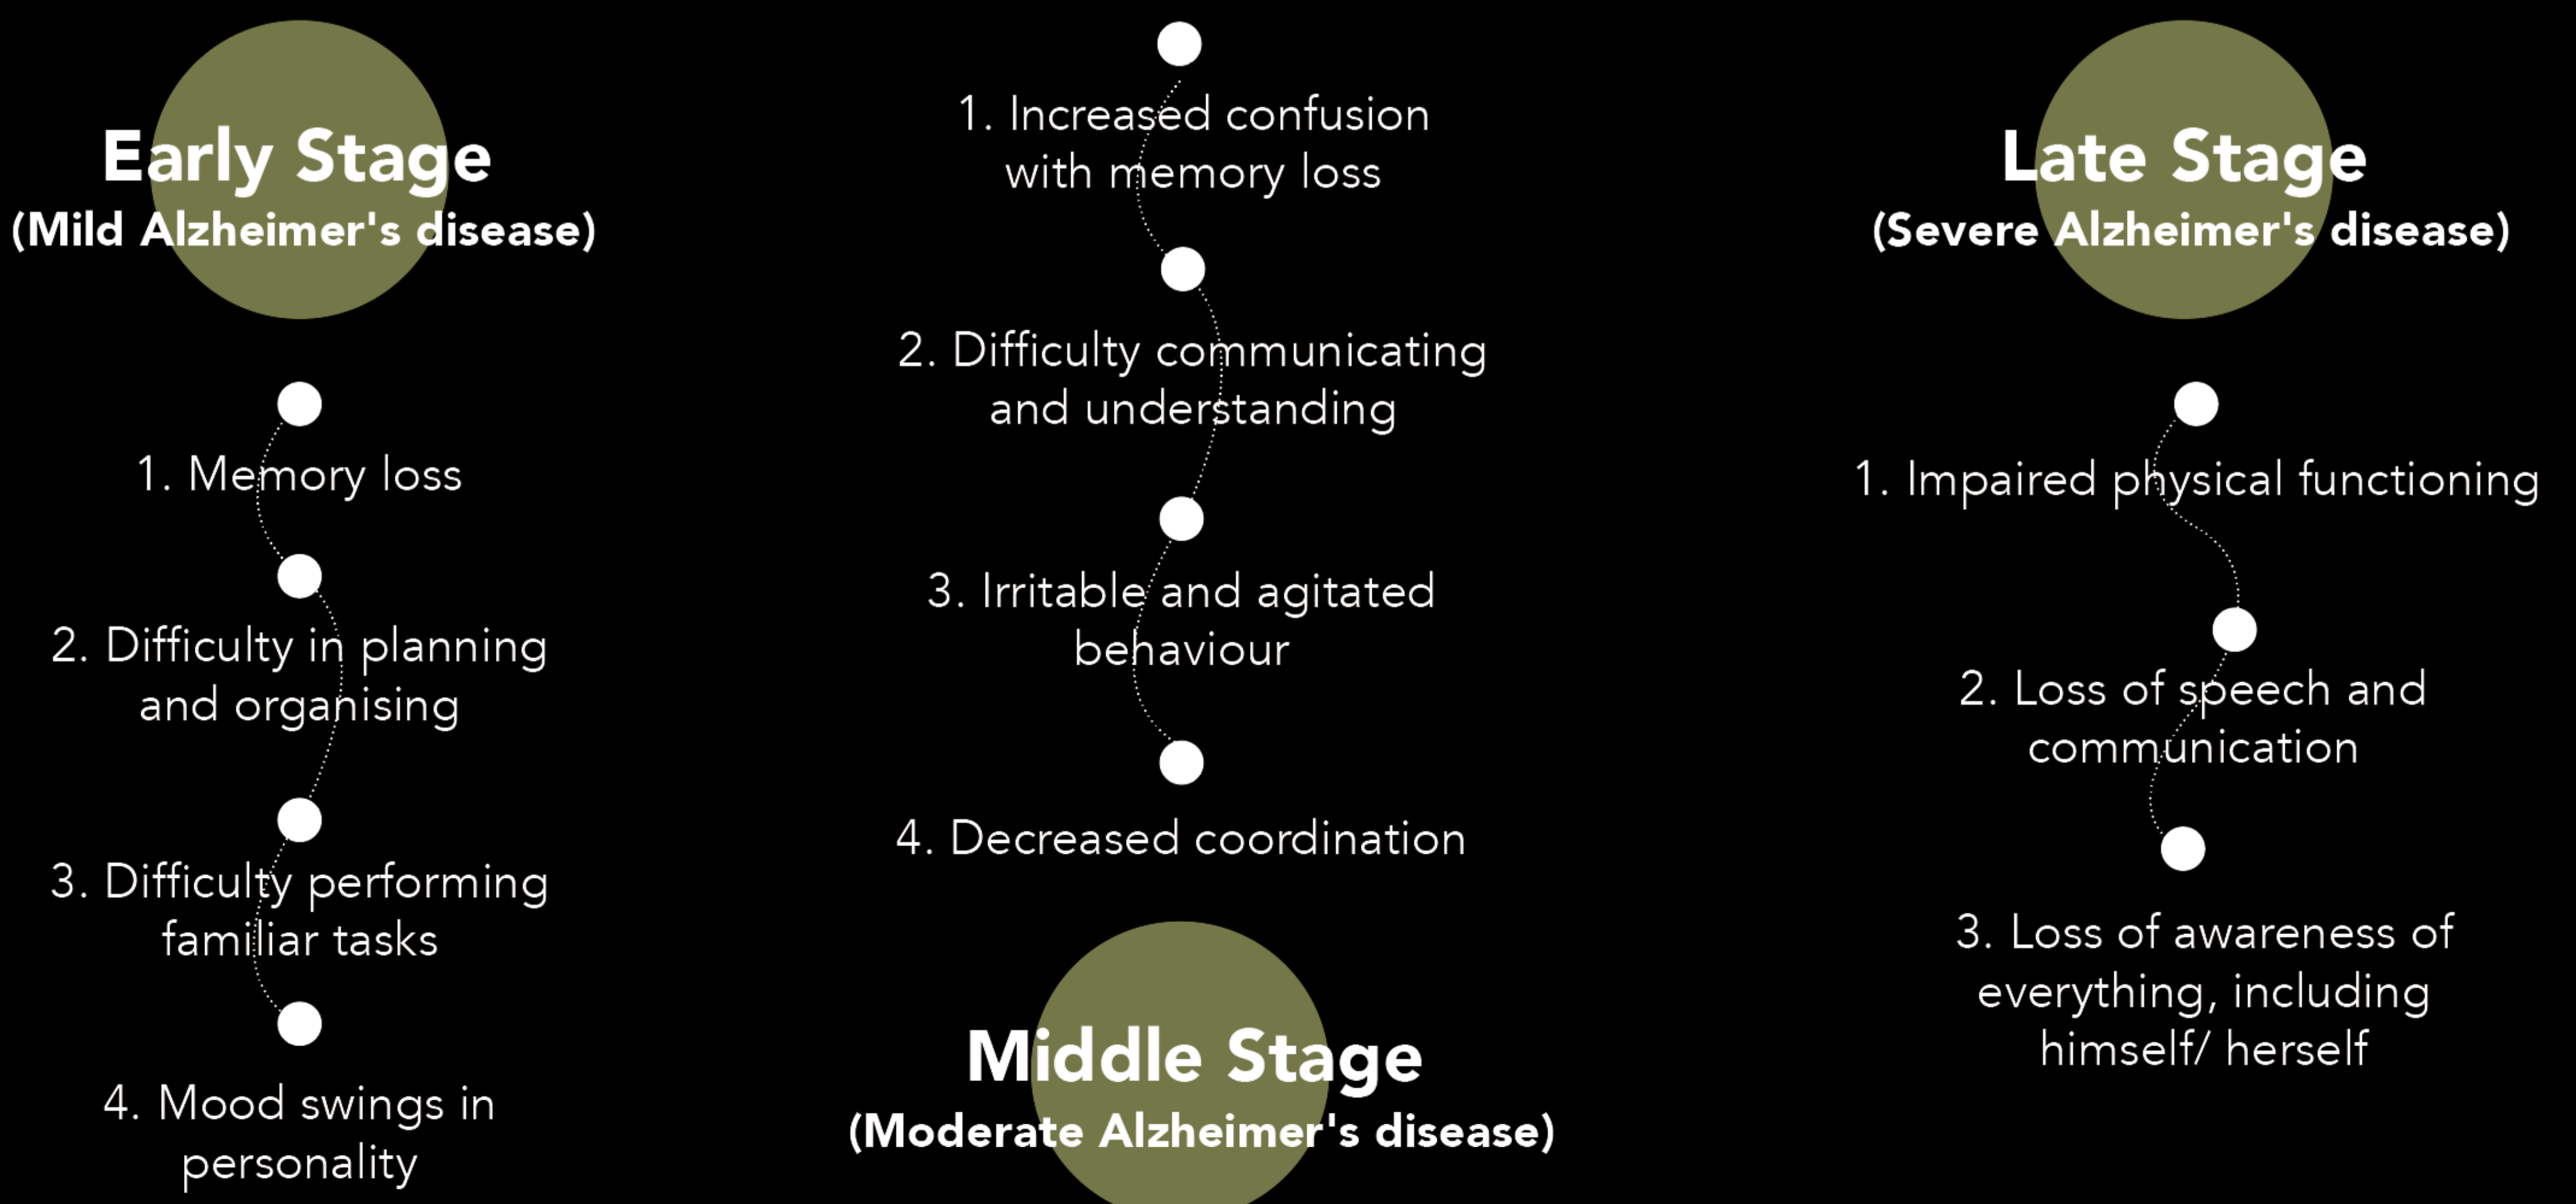 Early Stage
(Mild Alzheimer's disease)
1. Memory loss
2. Difficulty in planning
and organising
3. Difficulty performing
familiar tasks
4. Mood swings in
personality
1. Increased confusion
with memory loss
2. Difficulty communicating
and understanding
3. Irritable and agitated
behaviour
4. Decreased coordination
Middle Stage
(Moderate Alzheimer's disease)
Late Stage
(Severe Alzheimer's disease)
1. Impaired physical functioning
2. Loss of speech and
communication
3. Loss of awareness of
everything, including
himself/ herself